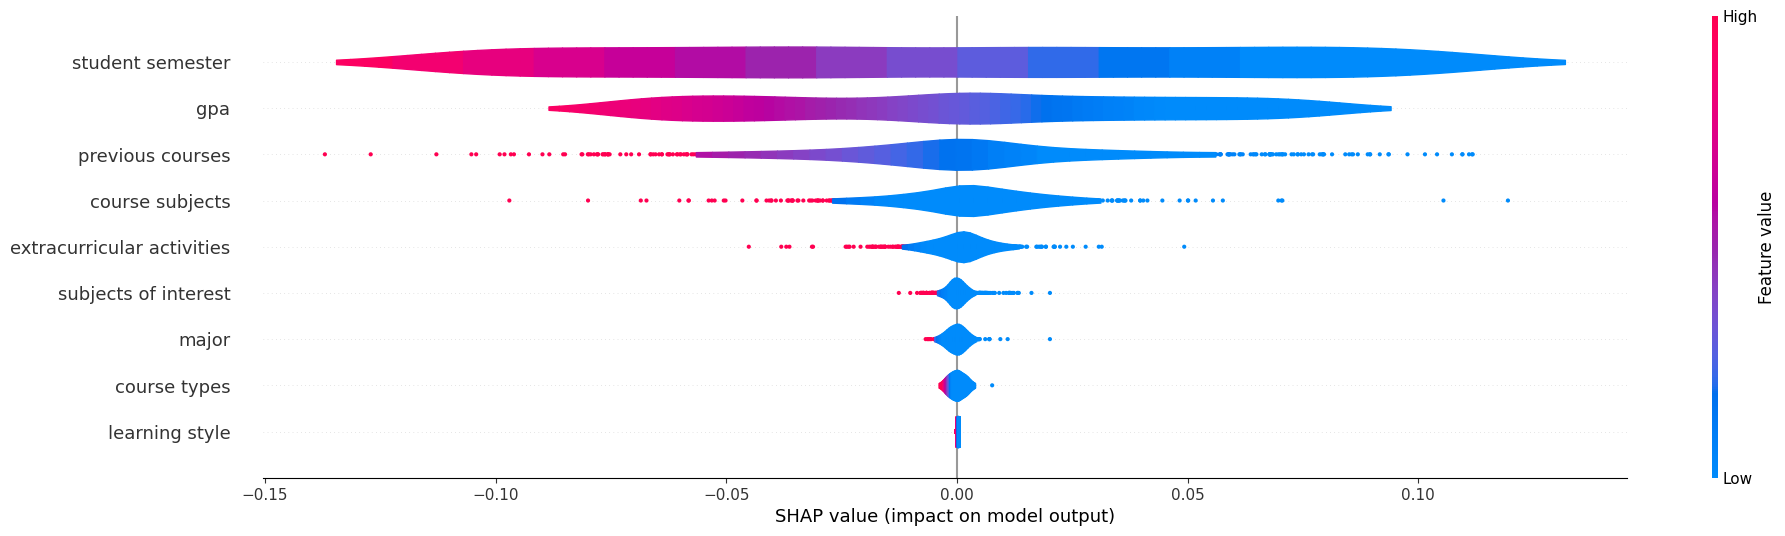 student semester
gpa
previous courses
course subjects
extracurricular activities
subjects of interest
major
course types
learning style
−0.15 −0.10 −0.05 0.00 0.05 0.10
SHAP value (impact on model output)
High
Feature value
Low